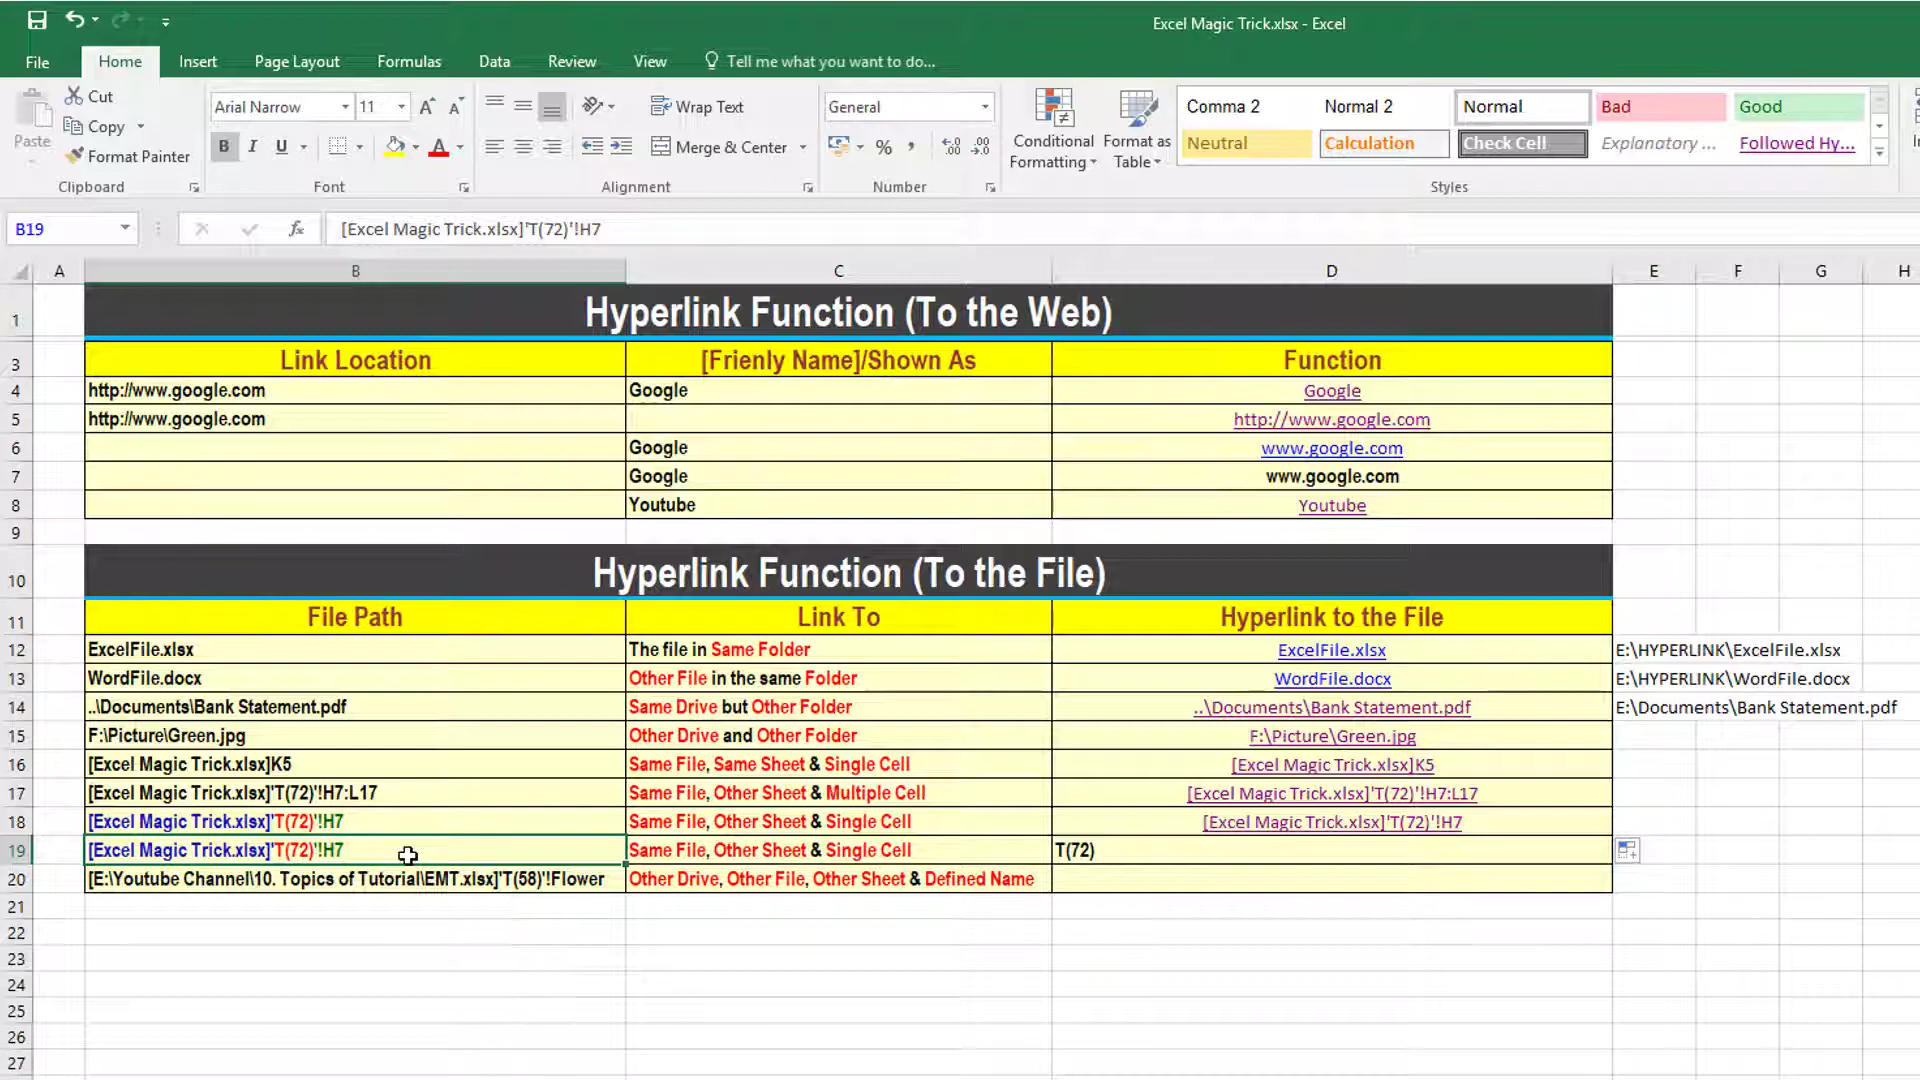 Excel Magic Trick.xlsx - Excel
File Home Insert Page Layout Formulas Data Review View Tell me what you want to do...
Cut
Copy
Format Painter
Paste
Clipboard
Arial Narrow 11
B I U
Font
Wrap Text
Merge & Center
Alignment
General
% ,
Number
Conditional Formatting
Format as Table
Comma 2 Normal 2 Normal Bad Good
Neutral Calculation Check Cell Explanatory ... Followed Hy...
Styles
B19 fx [Excel Magic Trick.xlsx]'T(72)'!H7
A B C D E F G H
1 Hyperlink Function (To the Web)
3 Link Location [Frienly Name]/Shown As Function
4 http://www.google.com Google Google
5 http://www.google.com http://www.google.com
6 Google www.google.com
7 Google www.google.com
8 Youtube Youtube
9
10 Hyperlink Function (To the File)
11 File Path Link To Hyperlink to the File
12 ExcelFile.xlsx The file in Same Folder ExcelFile.xlsx E:\HYPERLINK\ExcelFile.xlsx
13 WordFile.docx Other File in the same Folder WordFile.docx E:\HYPERLINK\WordFile.docx
14 ..\Documents\Bank Statement.pdf Same Drive but Other Folder ..\Documents\Bank Statement.pdf E:\Documents\Bank Statement.pdf
15 F:\Picture\Green.jpg Other Drive and Other Folder F:\Picture\Green.jpg
16 [Excel Magic Trick.xlsx]K5 Same File, Same Sheet & Single Cell [Excel Magic Trick.xlsx]K5
17 [Excel Magic Trick.xlsx]'T(72)'!H7:L17 Same File, Other Sheet & Multiple Cell [Excel Magic Trick.xlsx]'T(72)'!H7:L17
18 [Excel Magic Trick.xlsx]'T(72)'!H7 Same File, Other Sheet & Single Cell [Excel Magic Trick.xlsx]'T(72)'!H7
19 [Excel Magic Trick.xlsx]'T(72)'!H7 Same File, Other Sheet & Single Cell T(72)
20 [E:\Youtube Channel\10. Topics of Tutorial\EMT.xlsx]'T(58)'!Flower Other Drive, Other File, Other Sheet & Defined Name
21
22
23
24
25
26
27